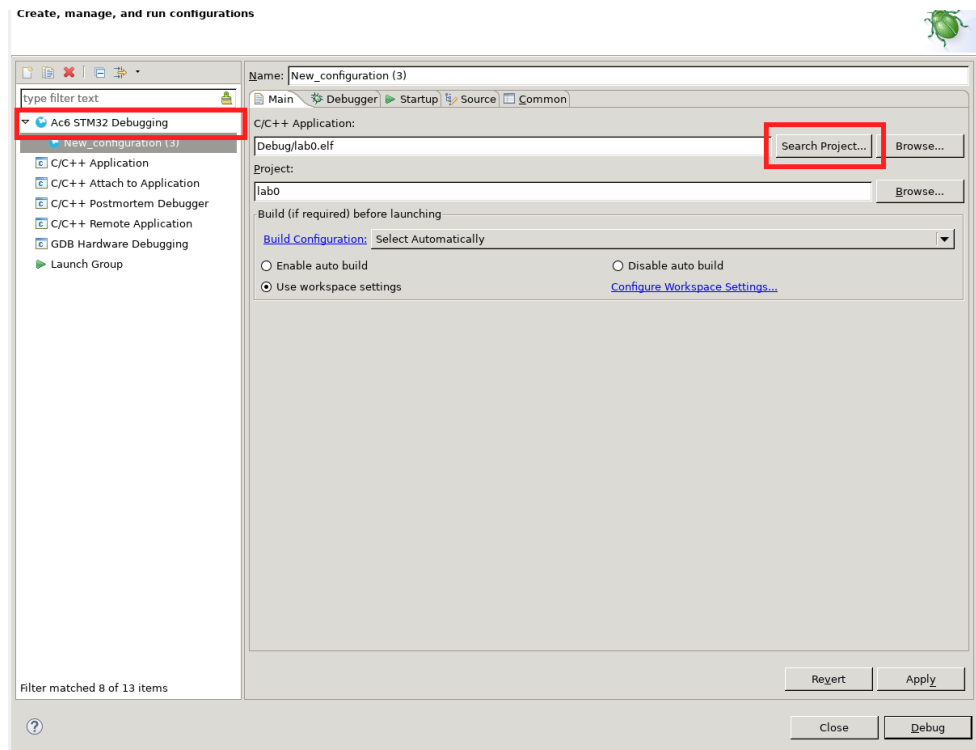 Create, manage, and run configurations
Name: New_configuration (3)
type filter text
Main Debugger Startup Source Common
Ac6 STM32 Debugging
New_configuration (3)
C/C++ Application
C/C++ Attach to Application
C/C++ Postmortem Debugger
C/C++ Remote Application
GDB Hardware Debugging
Launch Group
Filter matched 8 of 13 items
C/C++ Application:
Debug/lab0.elf Search Project... Browse...
Project:
lab0 Browse...
Build (if required) before launching
Build Configuration: Select Automatically
Enable auto build Disable auto build
Use workspace settings Configure Workspace Settings...
Revert Apply
? Close Debug